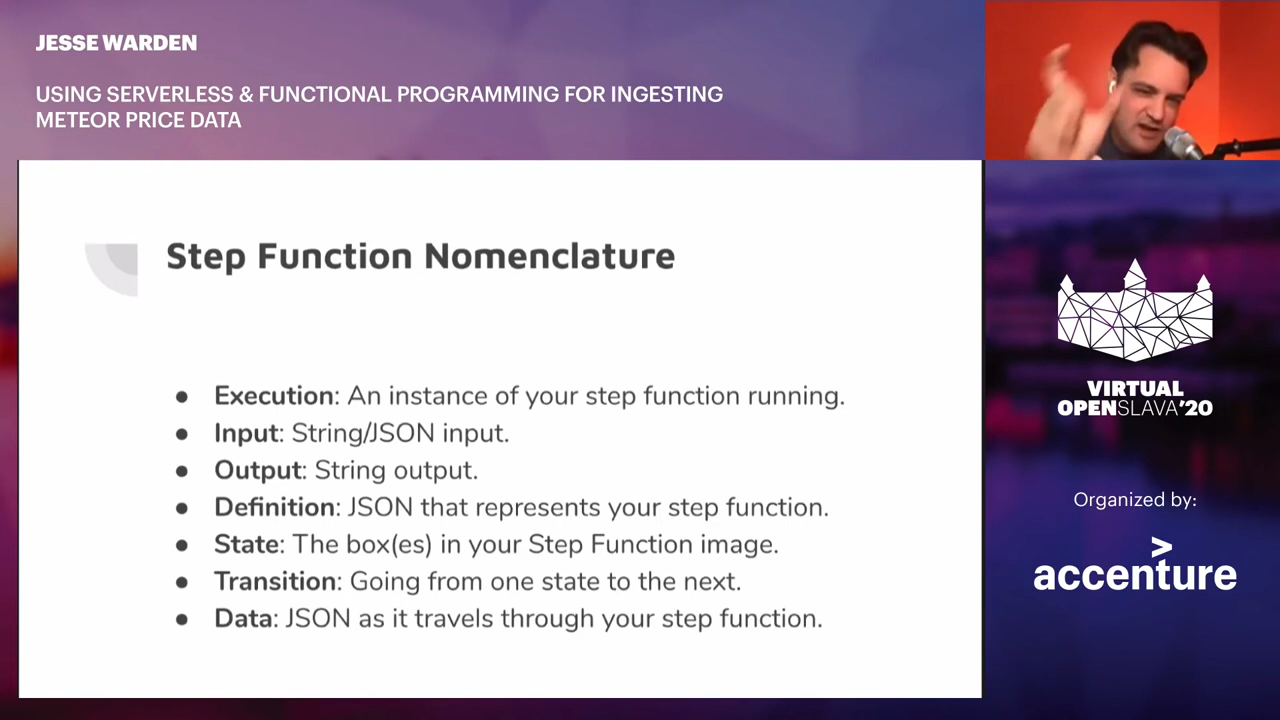 JESSE WARDEN
USING SERVERLESS & FUNCTIONAL PROGRAMMING FOR INGESTING
METEOR PRICE DATA
Step Function Nomenclature
● Execution: An instance of your step function running.
● Input: String/JSON input.
● Output: String output.
● Definition: JSON that represents your step function.
● State: The box(es) in your Step Function image.
● Transition: Going from one state to the next.
● Data: JSON as it travels through your step function.
VIRTUAL
OPENSLAVA'20
Organized by:
accenture